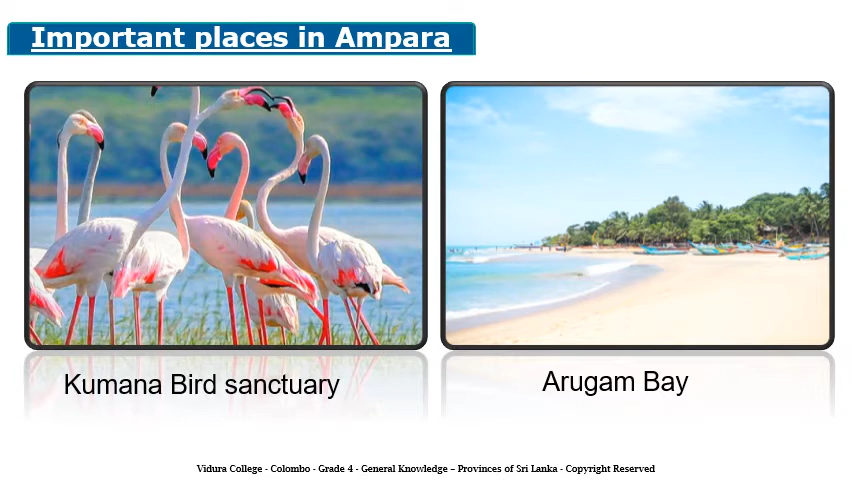 Important places in Ampara
Kumana Bird sanctuary
Arugam Bay
Vidura College - Colombo - Grade 4 - General Knowledge – Provinces of Sri Lanka - Copyright Reserved